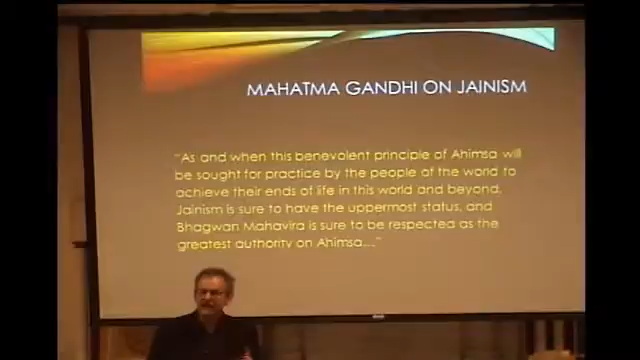 MAHATMA GANDHI ON JAINISM
"As and when this benevolent principle of Ahimsa will
be sought for practice by the people of the world to
achieve their ends of life in this world and beyond,
Jainism is sure to have the uppermost status, and
Bhagwan Mahavira is sure to be respected as the
greatest authority on Ahimsa...."